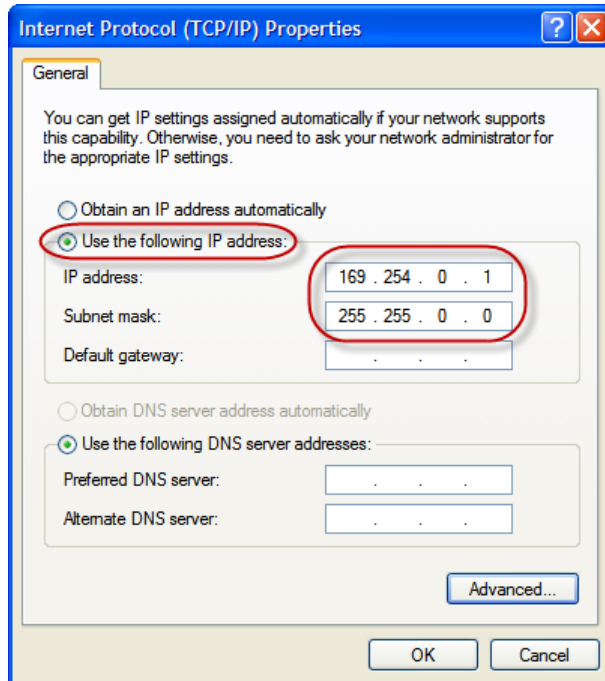 Internet Protocol (TCP/IP) Properties
General
You can get IP settings assigned automatically if your network supports
this capability. Otherwise, you need to ask your network administrator for
the appropriate IP settings.
Obtain an IP address automatically
Use the following IP address:
IP address: 169 . 254 . 0 . 1
Subnet mask: 255 . 255 . 0 . 0
Default gateway: . . .
Obtain DNS server address automatically
Use the following DNS server addresses:
Preferred DNS server: . . .
Alternate DNS server: . . .
Advanced...
OK Cancel